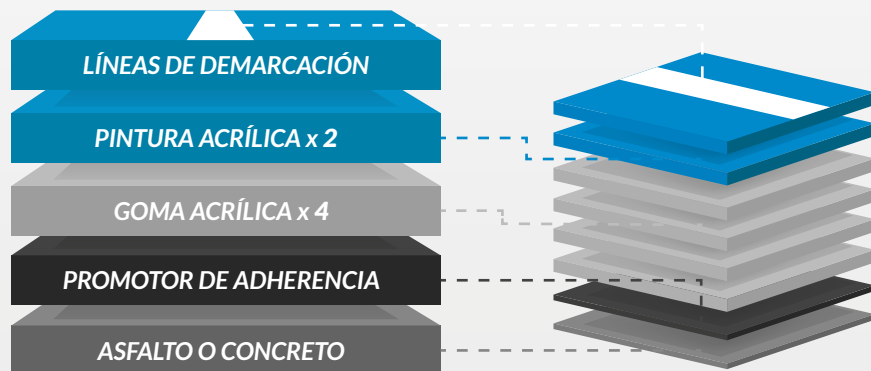 LÍNEAS DE DEMARCACIÓN
PINTURA ACRÍLICA x 2
GOMA ACRÍLICA x 4
PROMOTOR DE ADHERENCIA
ASFALTO O CONCRETO